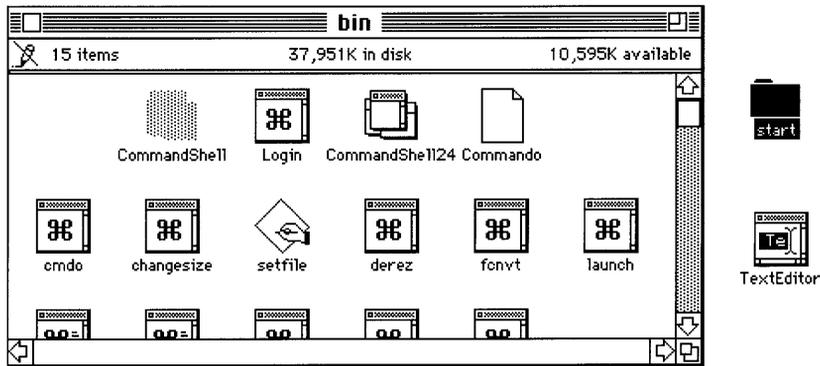 bin
15 items 37,951K in disk 10,595K available
CommandShell Login CommandShell24 Commando
start
cmdo changesize setfile derez fcnvt launch
Te
TextEditor